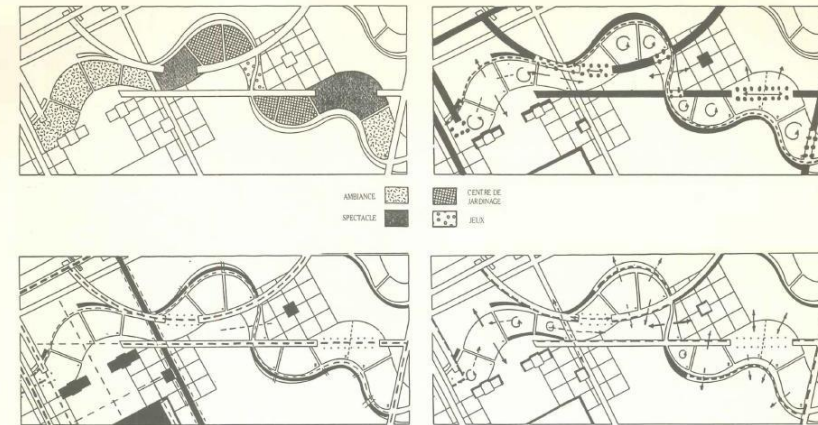 AMBIANCE
SPECTACLE
CENTRE DE
JARDINAGE
JEUX